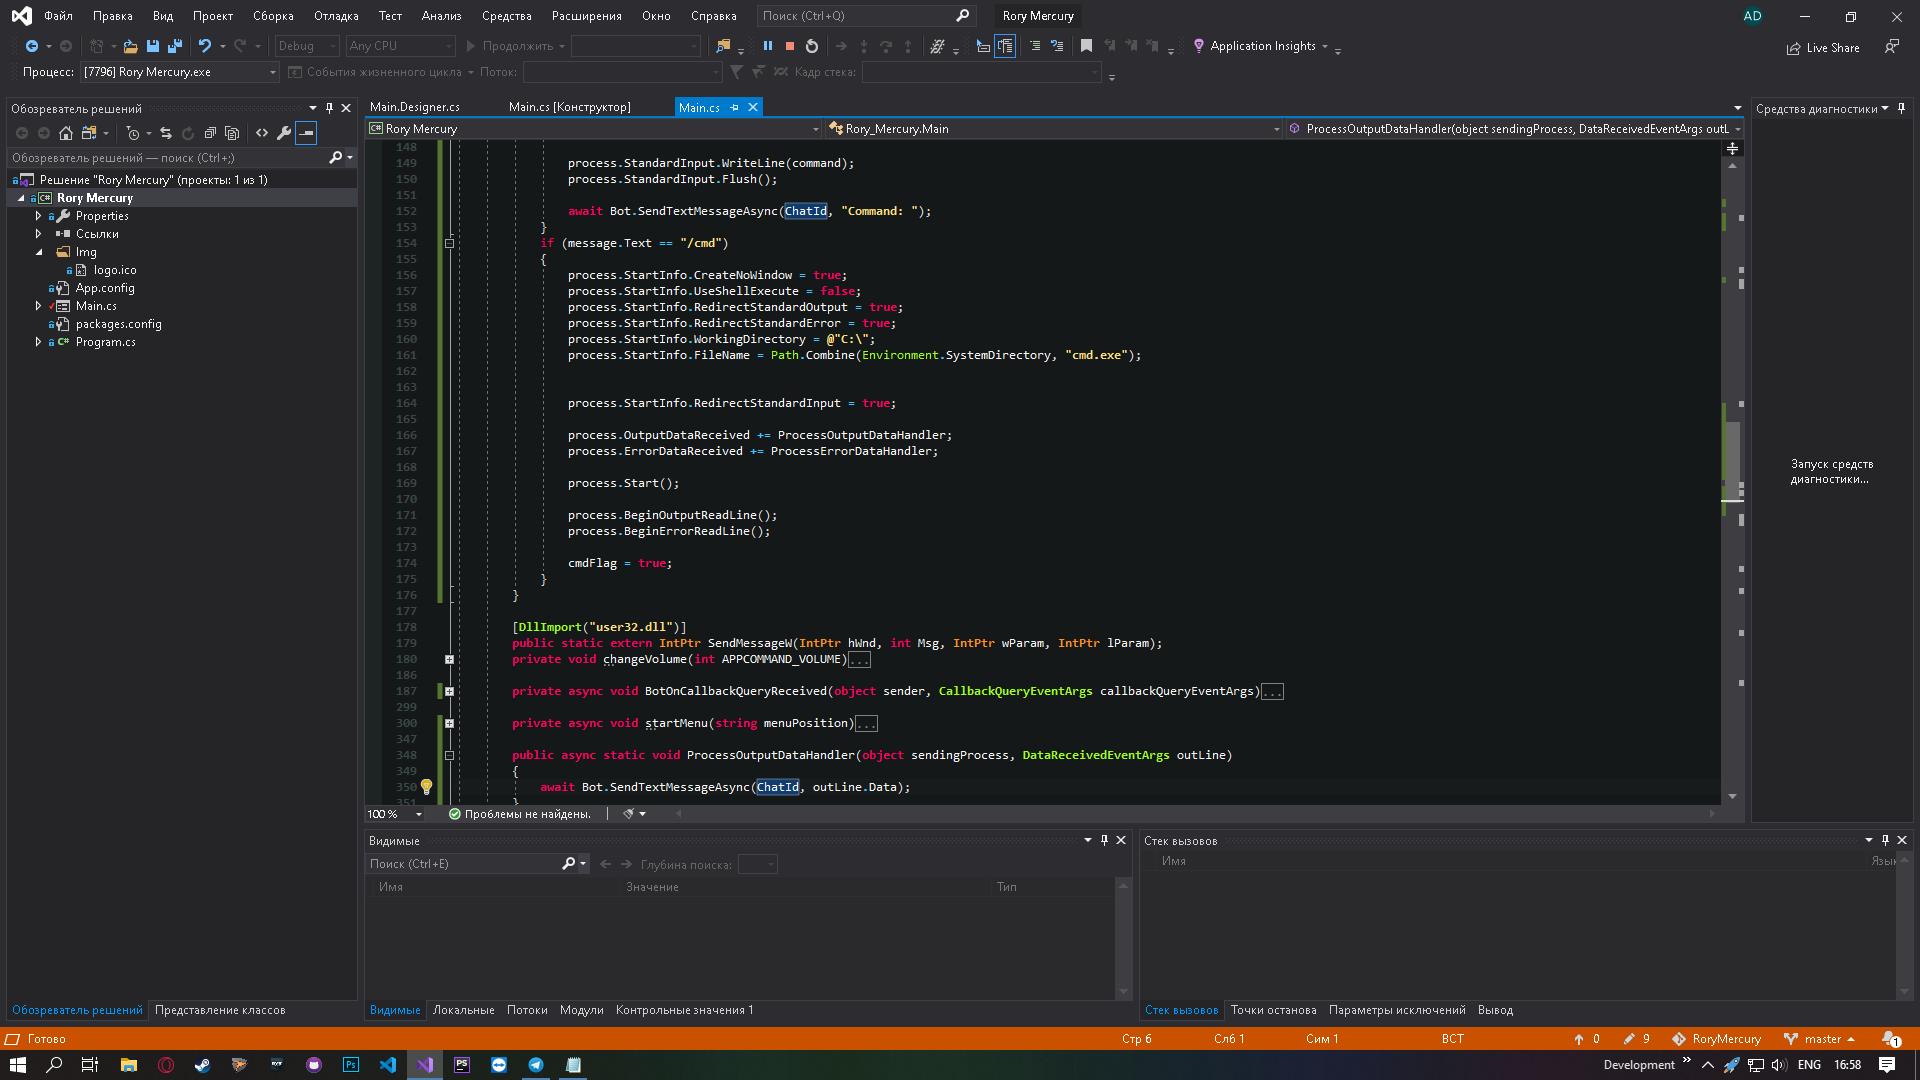 Файл Правка Вид Проект Сборка Отладка Тест Анализ Средства Расширения Окно Справка Поиск (Ctrl+Q) Rory Mercury AD
Debug Any CPU Продолжить Application Insights Live Share
Процесс: [7796] Rory Mercury.exe События жизненного цикла Поток: Кадр стека:
Обозреватель решений
Обозреватель решений — поиск (Ctrl+;)
Решение "Rory Mercury" (проекты: 1 из 1)
Rory Mercury
Properties
Ссылки
Img
logo.ico
App.config
Main.cs
packages.config
Program.cs
Обозреватель решений Представление классов
Main.Designer.cs Main.cs [Конструктор] Main.cs
Rory Mercury Rory_Mercury.Main ProcessOutputDataHandler(object sendingProcess, DataReceivedEventArgs outL
148
149 process.StandardInput.WriteLine(command);
150 process.StandardInput.Flush();
151
152 await Bot.SendTextMessageAsync(ChatId, "Command: ");
153 }
154 if (message.Text == "/cmd")
155 {
156 process.StartInfo.CreateNoWindow = true;
157 process.StartInfo.UseShellExecute = false;
158 process.StartInfo.RedirectStandardOutput = true;
159 process.StartInfo.RedirectStandardError = true;
160 process.StartInfo.WorkingDirectory = @"C:\";
161 process.StartInfo.FileName = Path.Combine(Environment.SystemDirectory, "cmd.exe");
162
163
164 process.StartInfo.RedirectStandardInput = true;
165
166 process.OutputDataReceived += ProcessOutputDataHandler;
167 process.ErrorDataReceived += ProcessErrorDataHandler;
168
169 process.Start();
170
171 process.BeginOutputReadLine();
172 process.BeginErrorReadLine();
173
174 cmdFlag = true;
175 }
176 }
177
178 [DllImport("user32.dll")]
179 public static extern IntPtr SendMessageW(IntPtr hWnd, int Msg, IntPtr wParam, IntPtr lParam);
180 private void changeVolume(int APPCOMMAND_VOLUME)...
186
187 private async void BotOnCallbackQueryReceived(object sender, CallbackQueryEventArgs callbackQueryEventArgs)...
299
300 private async void startMenu(string menuPosition)...
347
348 public async static void ProcessOutputDataHandler(object sendingProcess, DataReceivedEventArgs outLine)
349 {
350 await Bot.SendTextMessageAsync(ChatId, outLine.Data);
351 }
100 % Проблемы не найдены.
Средства диагностики
Запуск средств
диагностики...
Видимые
Поиск (Ctrl+E) Глубина поиска:
Имя Значение Тип
Видимые Локальные Потоки Модули Контрольные значения 1
Стек вызовов
Имя Язык
Стек вызовов Точки останова Параметры исключений Вывод
Готово Стр 6 Слб 1 Сим 1 ВСТ 0 9 RoryMercury master 1
Ps PS Development ENG 16:58